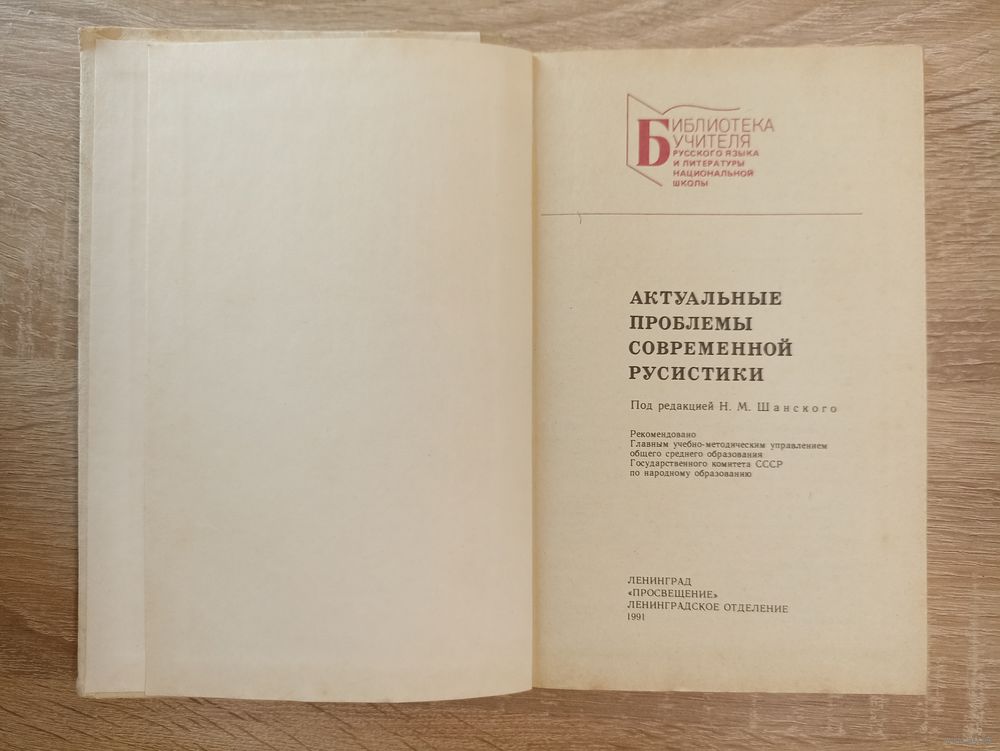 БИБЛИОТЕКА
УЧИТЕЛЯ
РУССКОГО ЯЗЫКА
И ЛИТЕРАТУРЫ
НАЦИОНАЛЬНОЙ
ШКОЛЫ
АКТУАЛЬНЫЕ
ПРОБЛЕМЫ
СОВРЕМЕННОЙ
РУСИСТИКИ
Под редакцией Н. М. Шанского
Рекомендовано
Главным учебно-методическим управлением
общего среднего образования
Государственного комитета СССР
по народному образованию
ЛЕНИНГРАД
«ПРОСВЕЩЕНИЕ»
ЛЕНИНГРАДСКОЕ ОТДЕЛЕНИЕ
1991